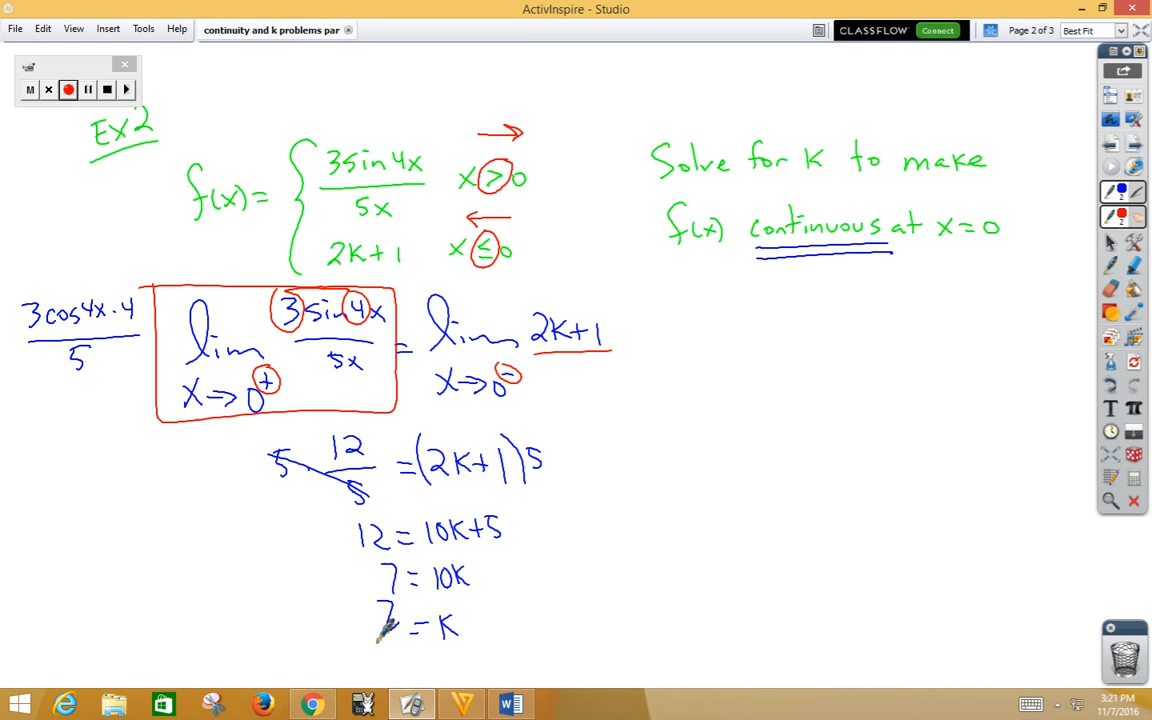 ActivInspire - Studio
File Edit View Insert Tools Help
continuity and k problems par
CLASSFLOW Connect
Page 2 of 3
Best Fit
M
2
2
Ex 2
f(x) = { 3sin4x / 5x   x > 0
2K+1   x ≤ 0
Solve for K to make
f(x) continuous at x=0
3cos4x·4 / 5
lim x→0⁺ 3sin4x / 5x = lim x→0⁻ 2K+1
5 12/5 = (2K+1)5
12 = 10K+5
7 = 10K
7 = K
3:21 PM
11/7/2016